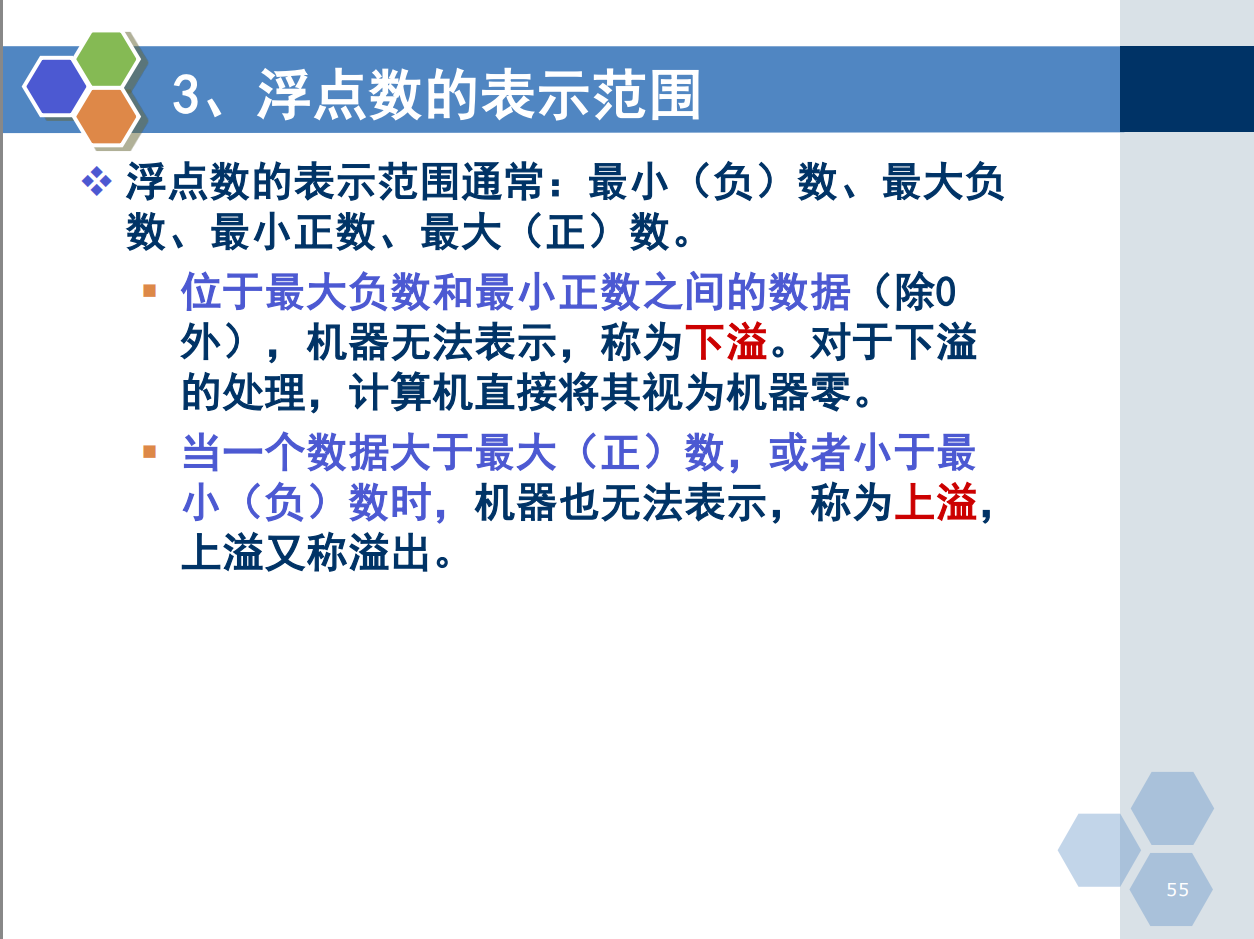 3、浮点数的表示范围
浮点数的表示范围通常：最小（负）数、最大负
数、最小正数、最大（正）数。
位于最大负数和最小正数之间的数据（除0
外），机器无法表示，称为下溢。对于下溢
的处理，计算机直接将其视为机器零。
当一个数据大于最大（正）数，或者小于最
小（负）数时，机器也无法表示，称为上溢，
上溢又称溢出。
55